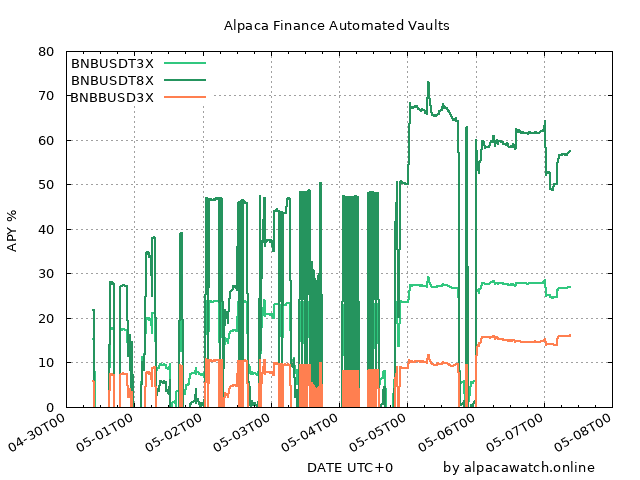 Alpaca Finance Automated Vaults
BNBUSDT3X
BNBUSDT8X
BNBBUSD3X
APY %
80
70
60
50
40
30
20
10
0
04-30T00
05-01T00
05-02T00
05-03T00
05-04T00
05-05T00
05-06T00
05-07T00
05-08T00
DATE UTC+0
by alpacawatch.online